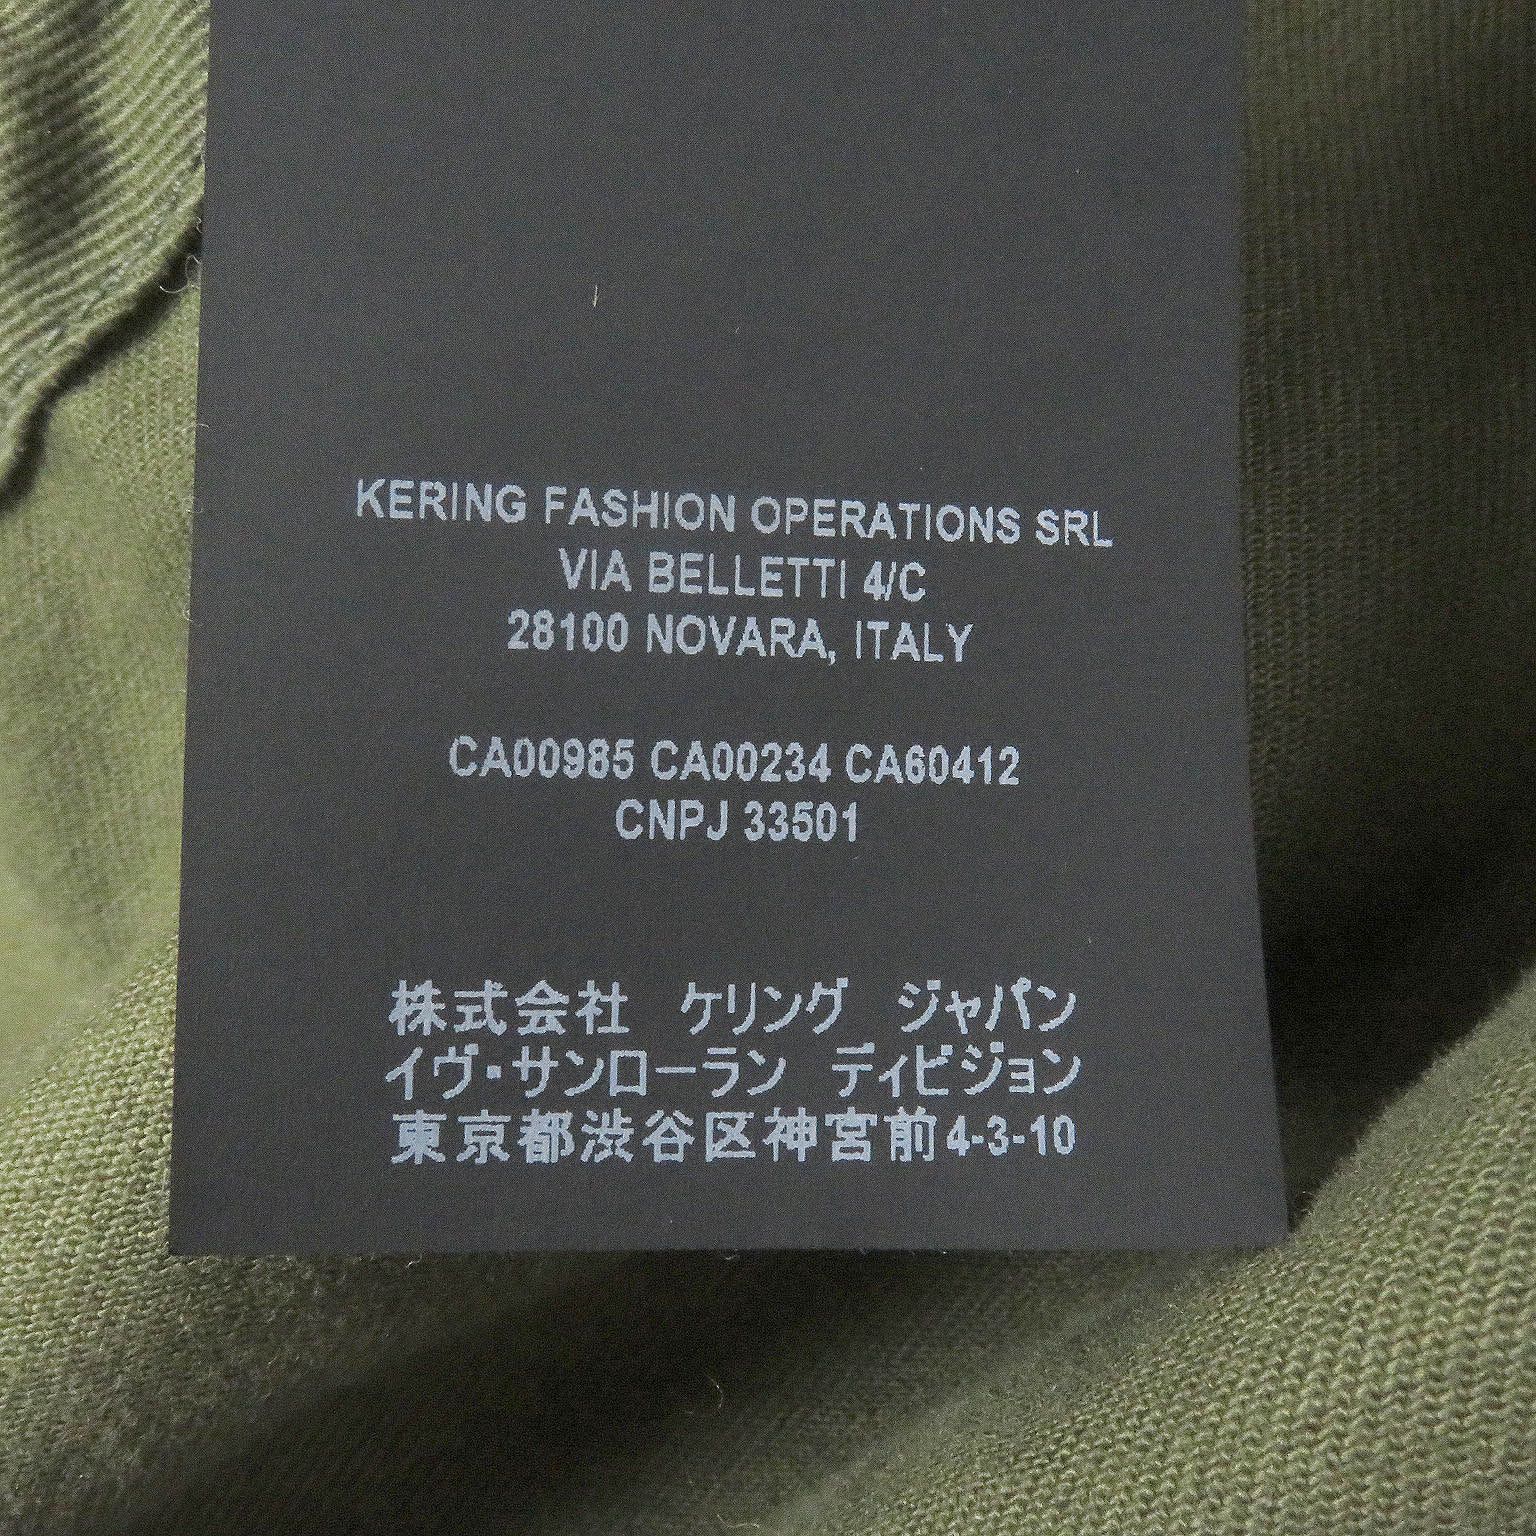 KERING FASHION OPERATIONS SRL
VIA BELLETTI 4/C
28100 NOVARA, ITALY
CA00985 CA00234 CA60412
CNPJ 33501
株式会社 ケリング ジャパン
イヴ・サンローラン ディビジョン
東京都渋谷区神宮前4-3-10